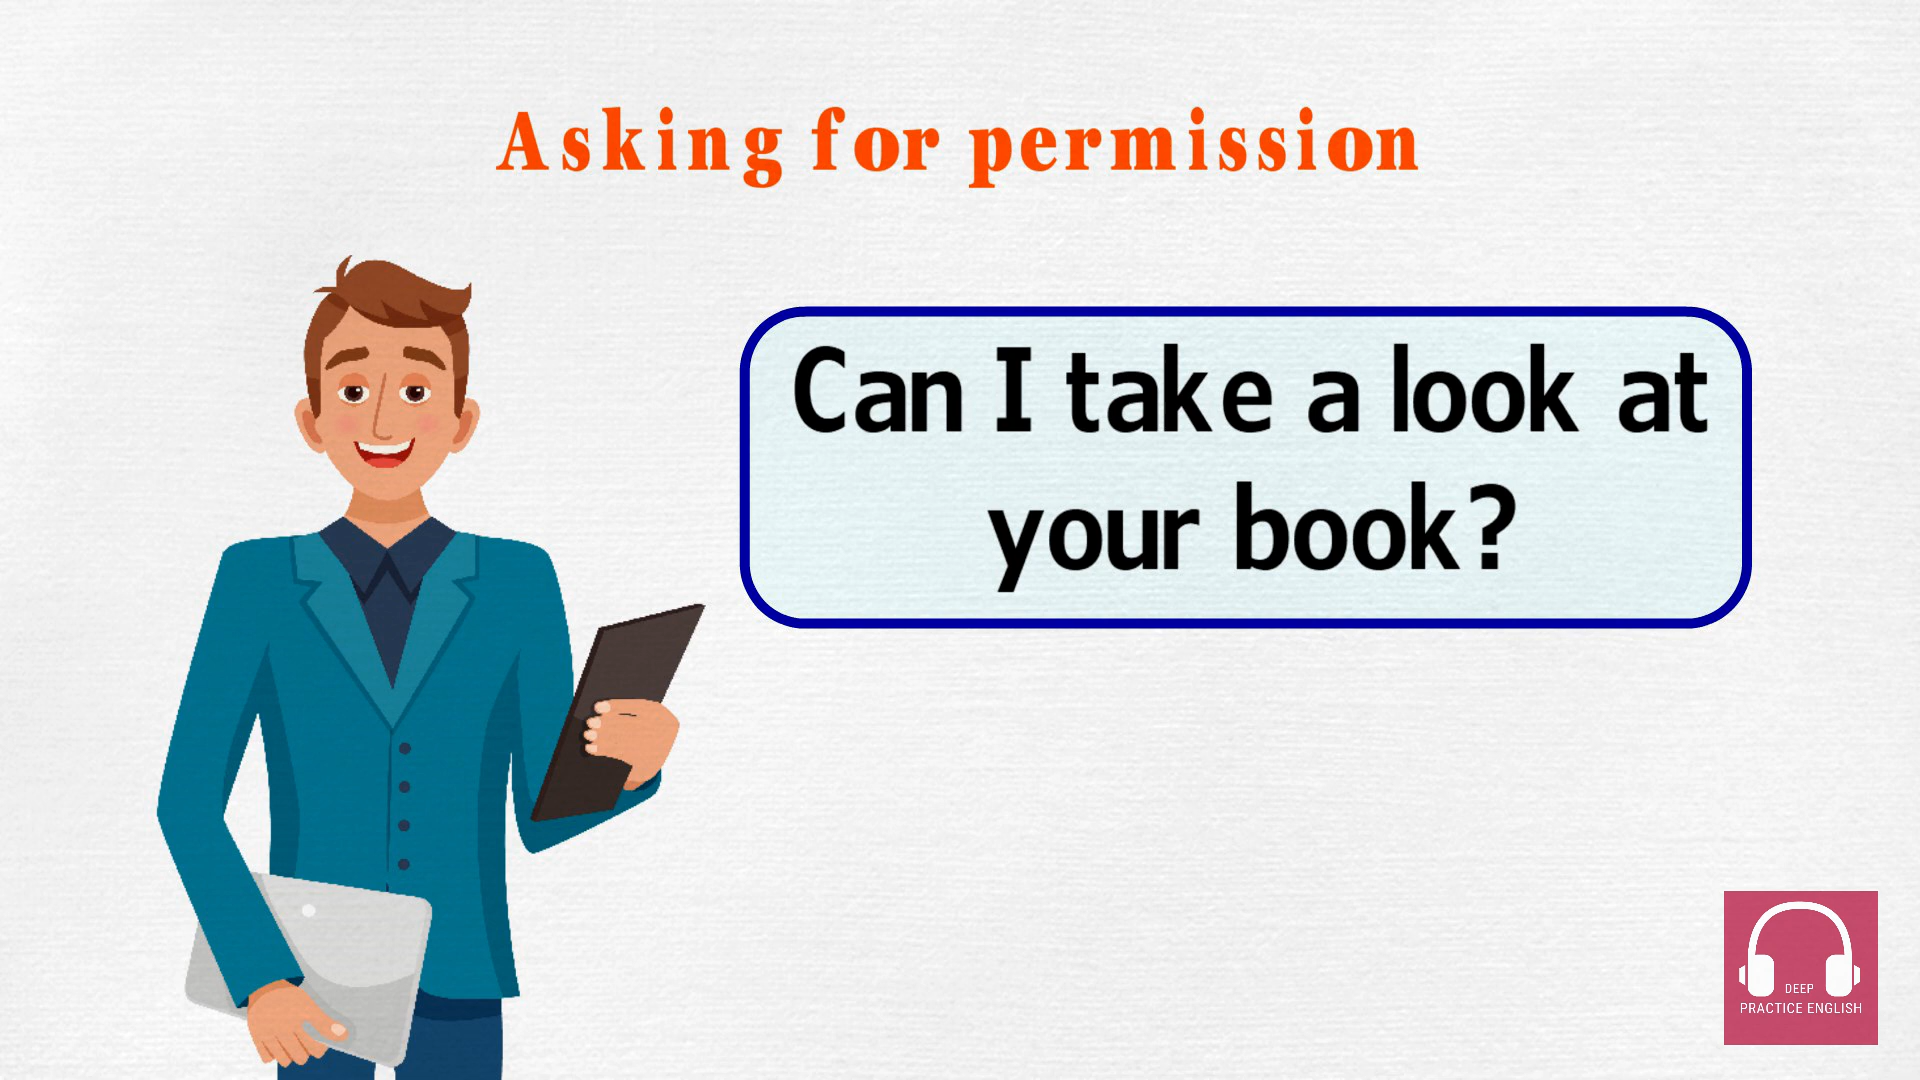 Asking for permission
Can I take a look at
your book?
DEEP
PRACTICE ENGLISH